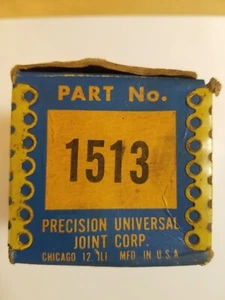 PART No.
1513
PRECISION UNIVERSAL
JOINT CORP.
CHICAGO 12, ILL. MFD IN U.S.A.